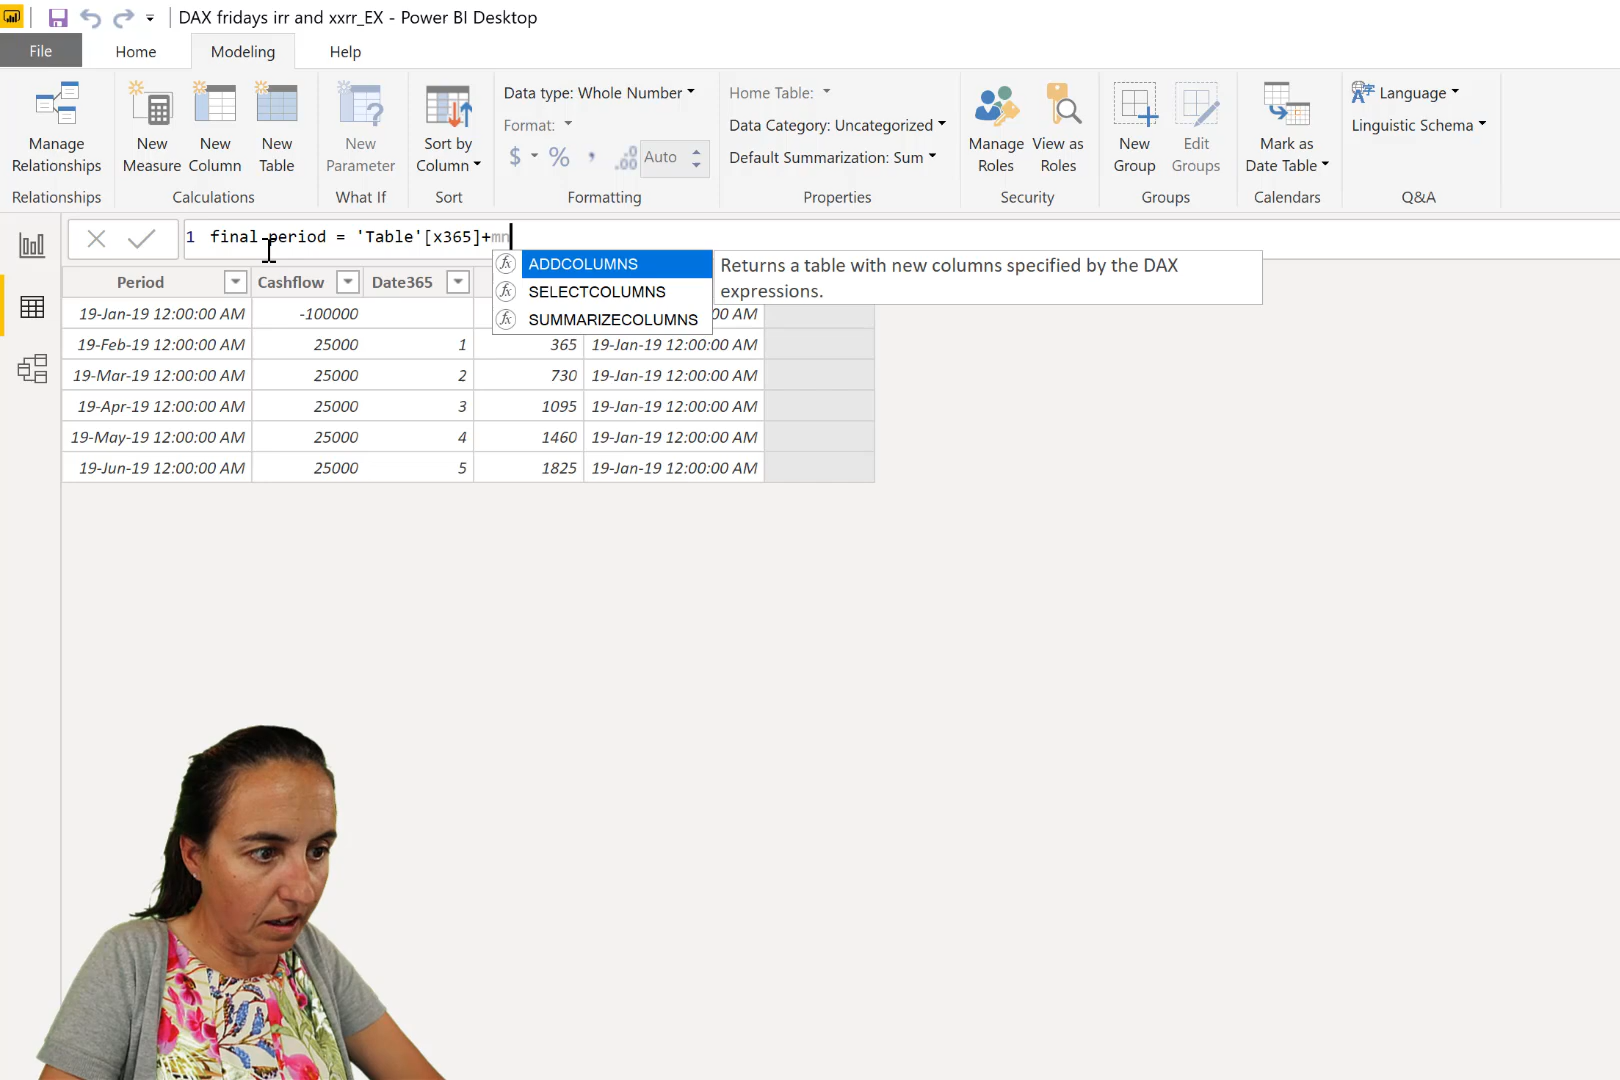 DAX fridays irr and xxrr_EX - Power BI Desktop
File Home Modeling Help
Manage Relationships
New Measure
New Column
New Table
New Parameter
Sort by Column
Data type: Whole Number
Format:
$ % , Auto
Home Table:
Data Category: Uncategorized
Default Summarization: Sum
Manage Roles
View as Roles
New Group
Edit Groups
Mark as Date Table
Language
Linguistic Schema
Relationships Calculations What If Sort Formatting Properties Security Groups Calendars Q&A
1 final period = 'Table'[x365]+mn
ADDCOLUMNS
SELECTCOLUMNS
SUMMARIZECOLUMNS
Returns a table with new columns specified by the DAX
expressions.
Period Cashflow Date365
19-Jan-19 12:00:00 AM -100000 00 AM
19-Feb-19 12:00:00 AM 25000 1 365 19-Jan-19 12:00:00 AM
19-Mar-19 12:00:00 AM 25000 2 730 19-Jan-19 12:00:00 AM
19-Apr-19 12:00:00 AM 25000 3 1095 19-Jan-19 12:00:00 AM
19-May-19 12:00:00 AM 25000 4 1460 19-Jan-19 12:00:00 AM
19-Jun-19 12:00:00 AM 25000 5 1825 19-Jan-19 12:00:00 AM